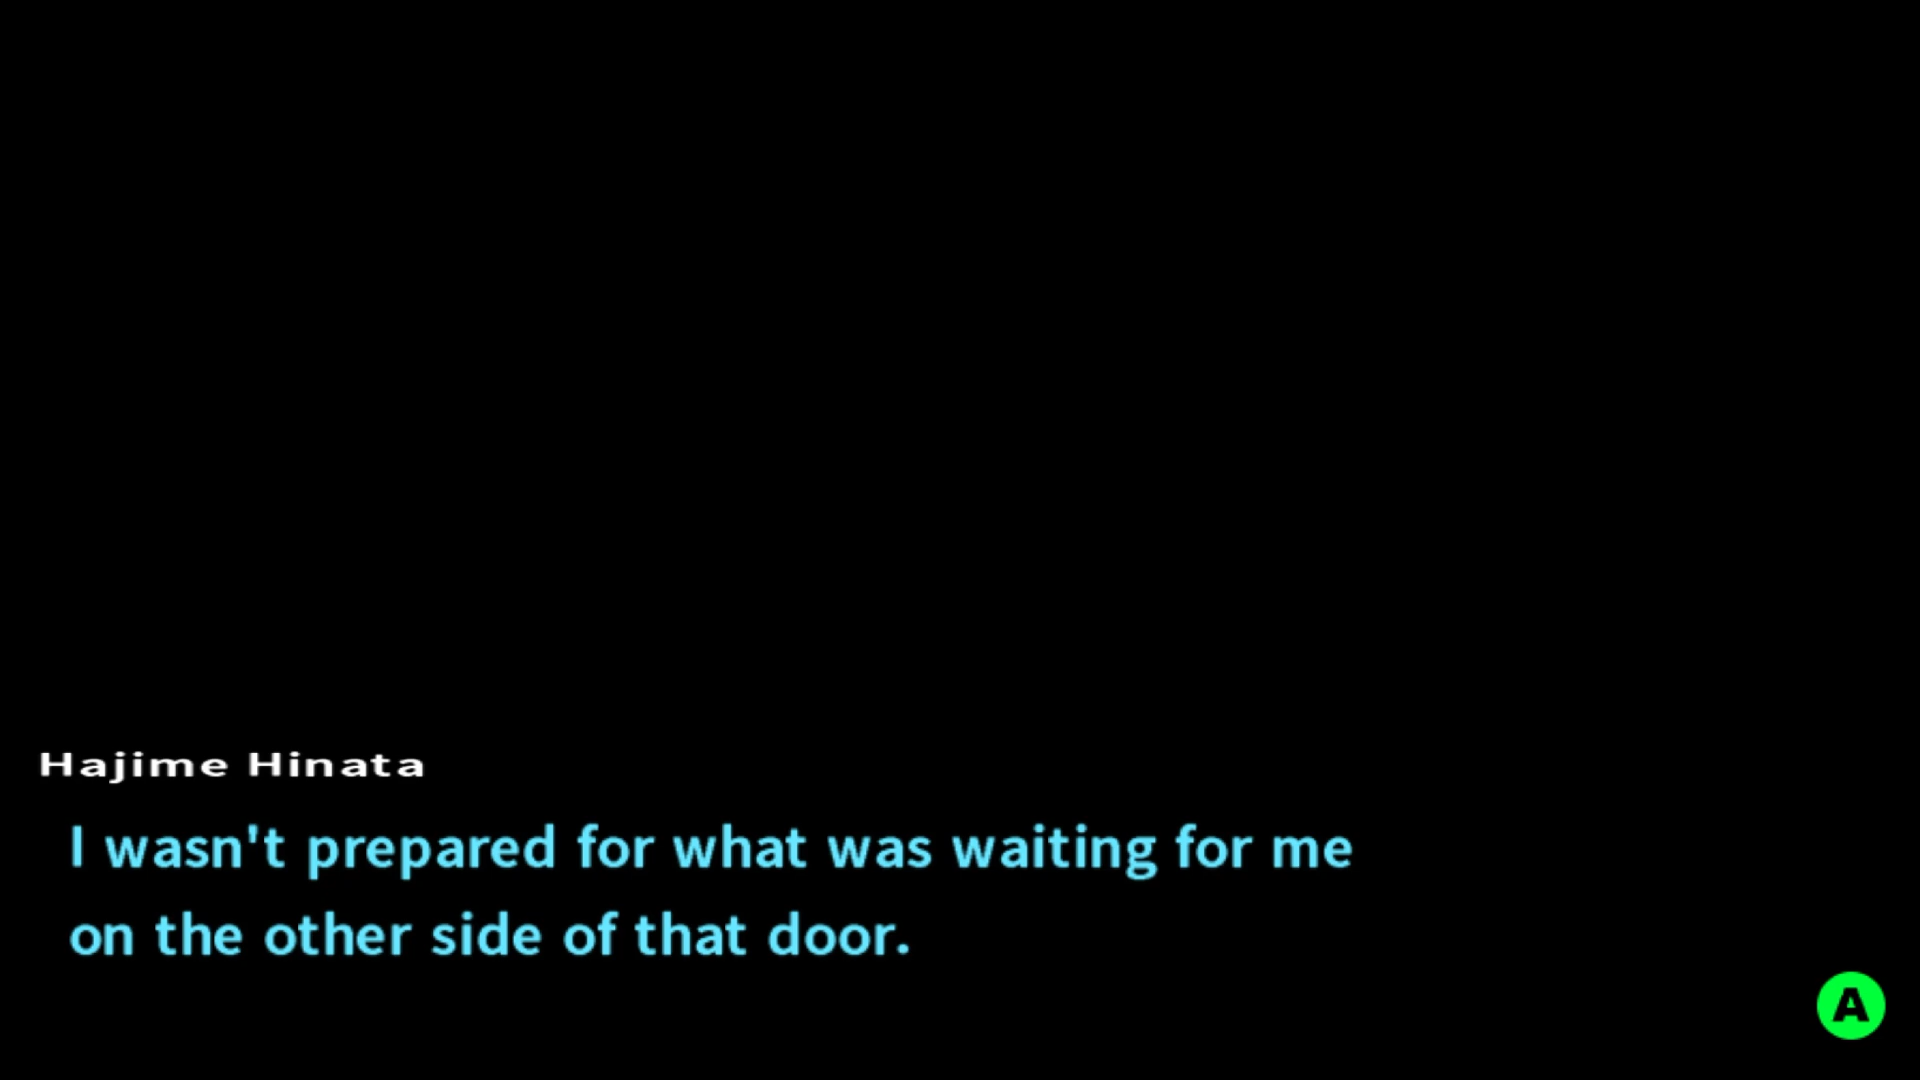 Hajime Hinata
I wasn't prepared for what was waiting for me
on the other side of that door.
A